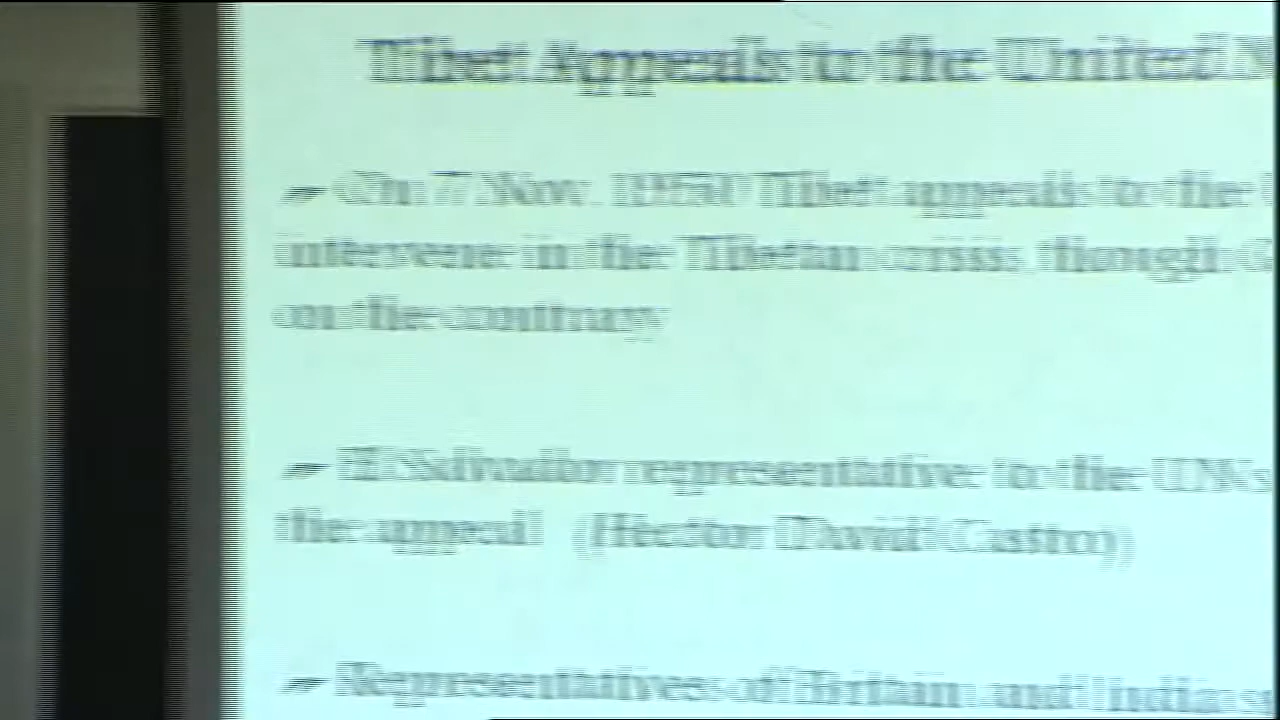 Tibet Appeals to the United
On 7 Nov. 1950 Tibet appeals to the
intervene in the Tibetan crisis, though
on the contrary
El Salvador representative to the UN
the appeal (Hector David Castro)
Representatives of Britain and India